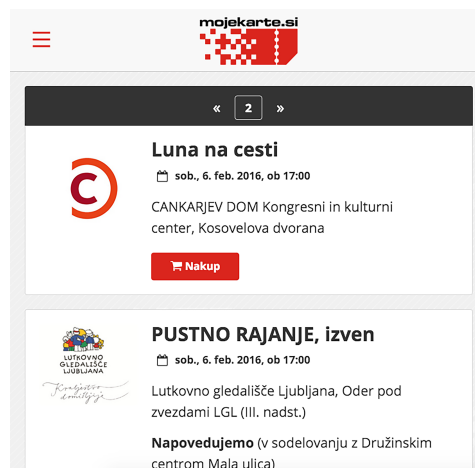 mojekarte.si
« 2 »
Luna na cesti
sob., 6. feb. 2016, ob 17:00
CANKARJEV DOM Kongresni in kulturni
center, Kosovelova dvorana
Nakup
LUTKOVNO
GLEDALIŠČE
LJUBLJANA
Kraljestvo
domišljije
PUSTNO RAJANJE, izven
sob., 6. feb. 2016, ob 17:00
Lutkovno gledališče Ljubljana, Oder pod
zvezdami LGL (III. nadst.)
Napovedujemo (v sodelovanju z Družinskim
centrom Mala ulica)